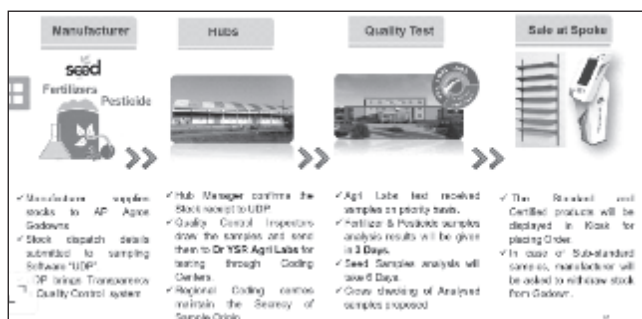 Manufacturer
Hubs
Quality Test
Sale at Spoke
seed
Fertilizers
Pesticide
✓ Manufacturer supplies
stocks to AP Agros
Godowns
✓ Stock dispatch details
submitted to sampling
Software "UDP"
UDP brings Transparence
Quality Control system
✓ Hub Manager confirms the
Stock receipt to UDP
✓ Quality Control Inspectors
draw the samples and send
them to Dr YSR Agri Labs for
testing through Coding
Centers.
✓ Regional Coding centres
maintain the Secrecy of
Sample Origin
✓ Agri Labs test received
samples on priority basis.
✓ Fertilizer & Pesticide samples
analysis results will be given
in 3 Days.
✓ Seed Samples analysis will
take 6 Days.
✓ Cross checking of Analysed
samples proposed
✓ The Standard and
Certified products will be
displayed in Kiosk for
placing Order.
✓ In case of Sub-standard
samples, manufacturer will
be asked to withdraw stock
from Godown.